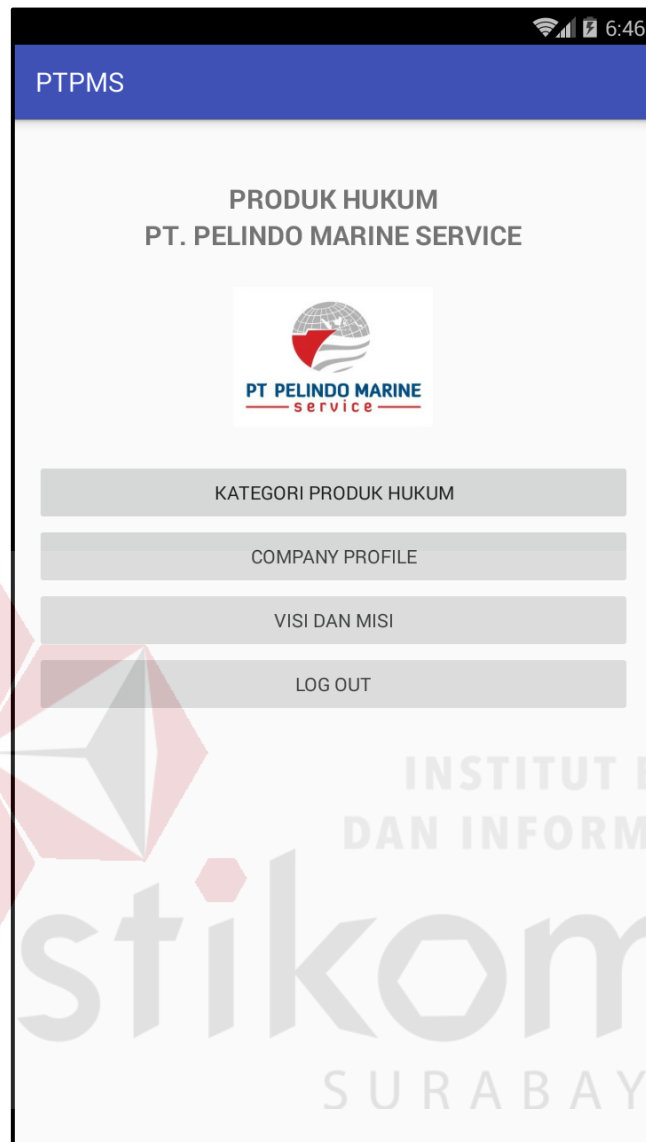 6:46
PTPMS
PRODUK HUKUM
PT. PELINDO MARINE SERVICE
PT PELINDO MARINE
service
KATEGORI PRODUK HUKUM
COMPANY PROFILE
VISI DAN MISI
LOG OUT
INSTITUT
DAN INFORM
stikom
SURABAY